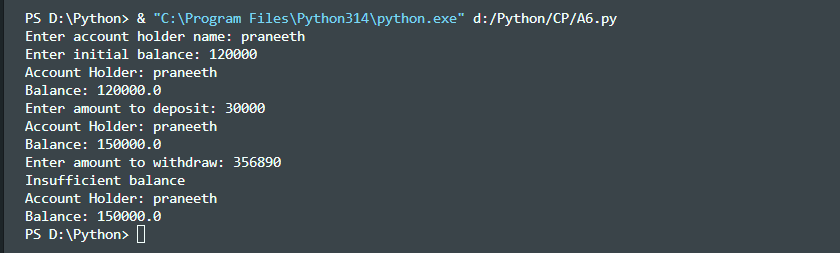 PS D:\Python> & "C:\Program Files\Python314\python.exe" d:/Python/CP/A6.py
Enter account holder name: praneeth
Enter initial balance: 120000
Account Holder: praneeth
Balance: 120000.0
Enter amount to deposit: 30000
Account Holder: praneeth
Balance: 150000.0
Enter amount to withdraw: 356890
Insufficient balance
Account Holder: praneeth
Balance: 150000.0
PS D:\Python>